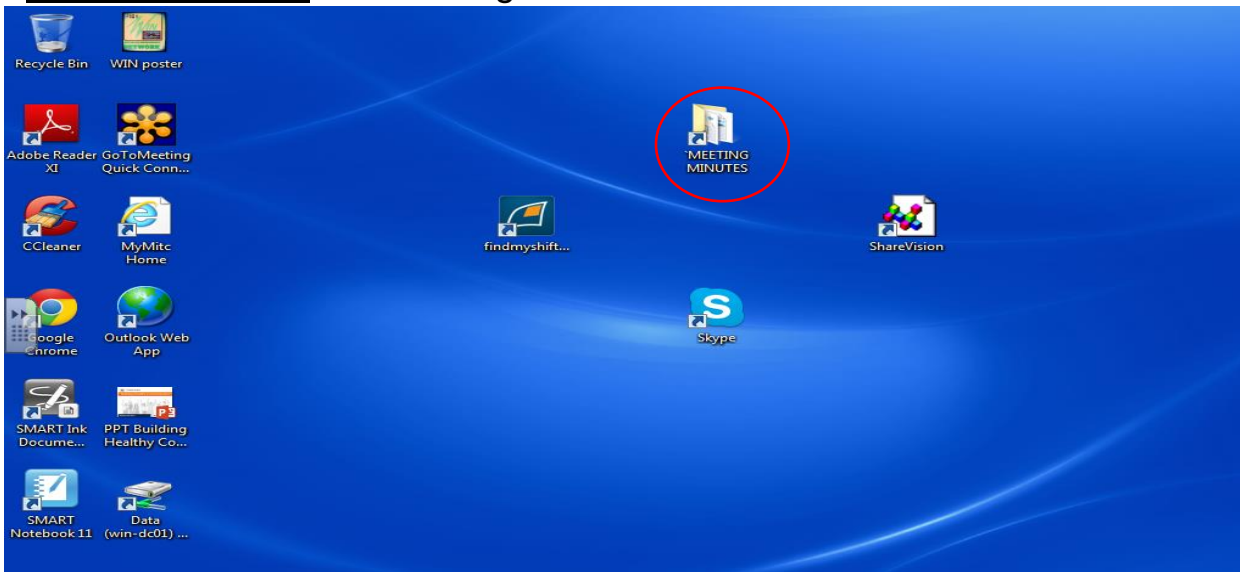 Recycle Bin
WIN poster
Adobe Reader
XI
GoToMeeting
Quick Conn...
`MEETING
MINUTES
CCleaner
MyMitc
Home
findmyshift...
ShareVision
Google
Chrome
Outlook Web
App
Skype
SMART Ink
Docume...
PPT Building
Healthy Co...
SMART
Notebook 11
Data
(win-dc01) ...